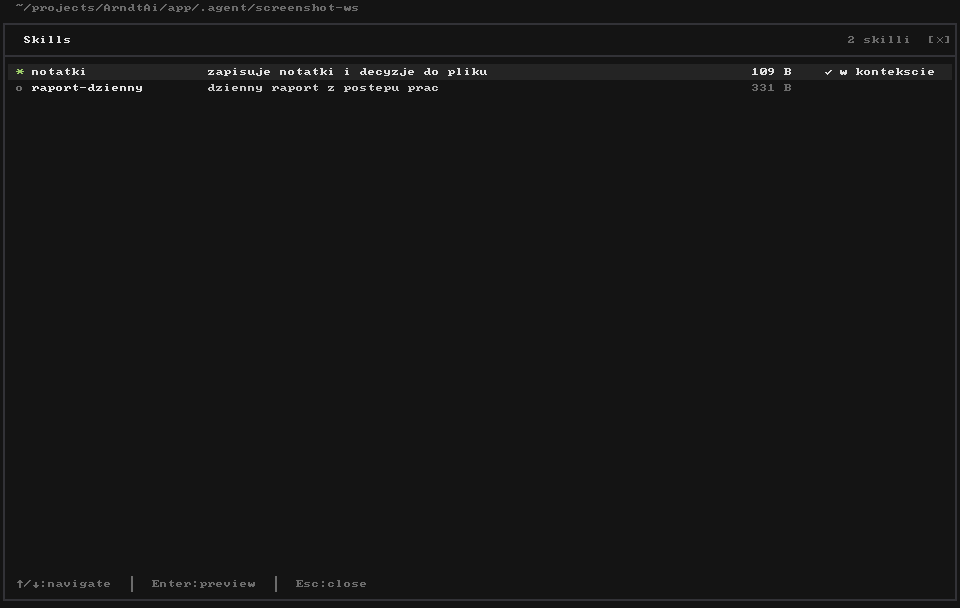 ~/projects/ArndtAi/app/.agent/screenshot-ws
Skills 2 skilli [×]
* notatki zapisuje notatki i decyzje do pliku 109 B ✓ w kontekscie
o raport-dzienny dzienny raport z postepu prac 331 B
↑/↓:navigate │ Enter:preview │ Esc:close